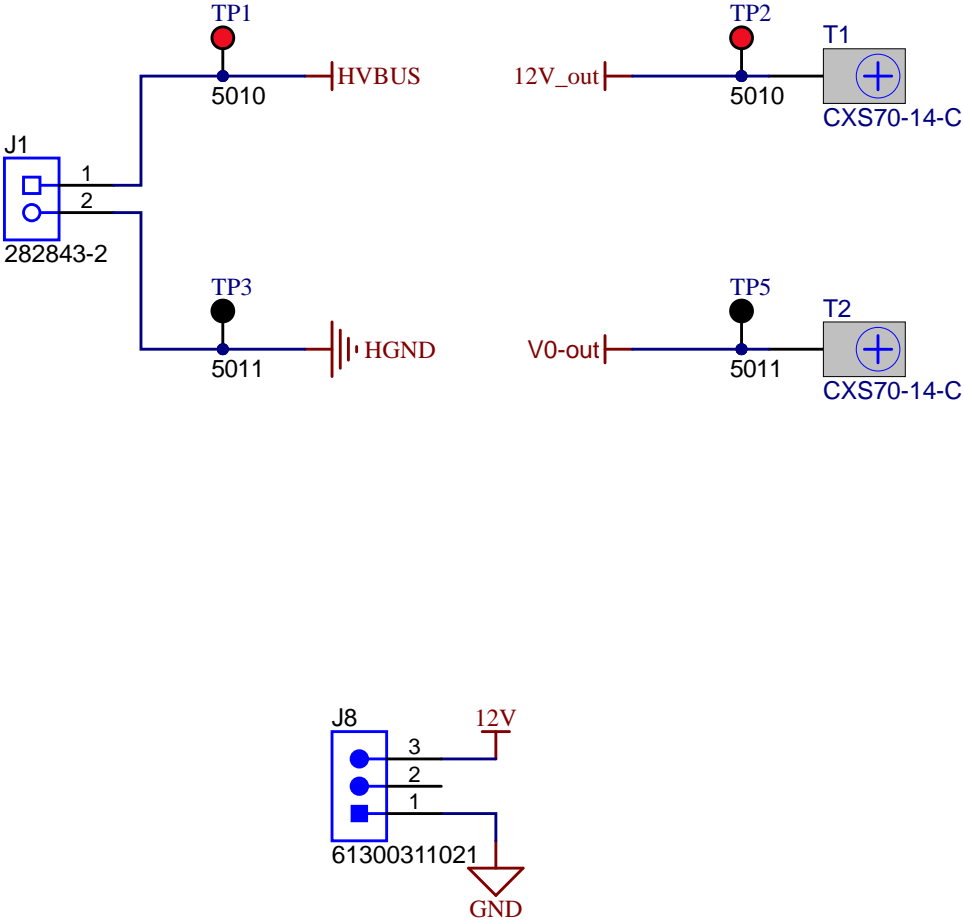 TP1
HVBUS
5010
J1
1
2
282843-2
TP3
HGND
5011
TP2
12V_out
5010
T1
CXS70-14-C
TP5
V0-out
5011
T2
CXS70-14-C
J8
12V
3
2
1
61300311021
GND